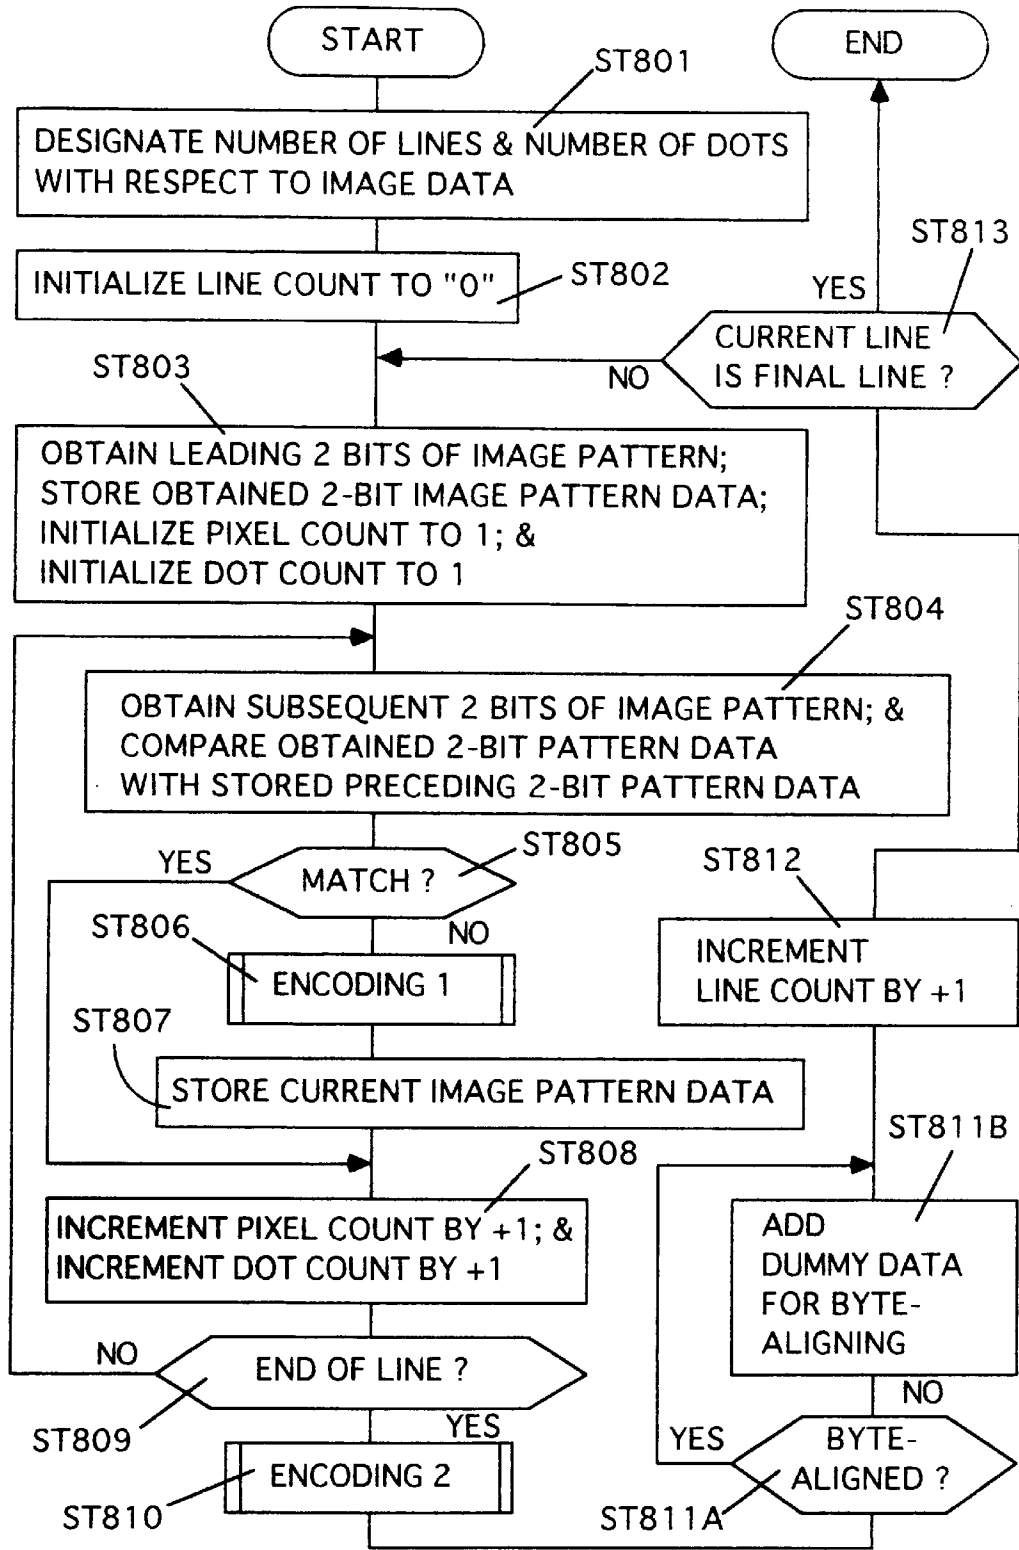 START
END
ST801
DESIGNATE NUMBER OF LINES & NUMBER OF DOTS
WITH RESPECT TO IMAGE DATA
ST813
INITIALIZE LINE COUNT TO "0"
ST802
YES
CURRENT LINE
IS FINAL LINE ?
NO
ST803
OBTAIN LEADING 2 BITS OF IMAGE PATTERN;
STORE OBTAINED 2-BIT IMAGE PATTERN DATA;
INITIALIZE PIXEL COUNT TO 1; &
INITIALIZE DOT COUNT TO 1
ST804
OBTAIN SUBSEQUENT 2 BITS OF IMAGE PATTERN; &
COMPARE OBTAINED 2-BIT PATTERN DATA
WITH STORED PRECEDING 2-BIT PATTERN DATA
YES
MATCH ?
ST805
NO
ST806
ENCODING 1
ST812
INCREMENT
LINE COUNT BY +1
ST807
STORE CURRENT IMAGE PATTERN DATA
ST808
ST811B
INCREMENT PIXEL COUNT BY +1; &
INCREMENT DOT COUNT BY +1
ADD
DUMMY DATA
FOR BYTE-
ALIGNING
NO
END OF LINE ?
NO
ST809
YES
ENCODING 2
ST810
YES
BYTE-
ALIGNED ?
ST811A